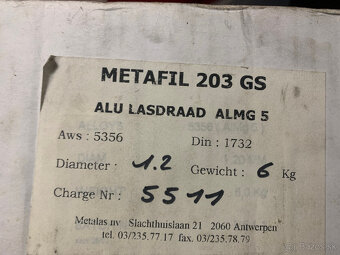 METAFIL 203 GS
ALU LASDRAAD ALMG 5
Aws : 5356 Din : 1732
Diameter : 1.2 Gewicht : 6 Kg
Charge Nr : 5511
Metalas nv Slachthuislaan 21 2060 Antwerpen
tel. 03/235.77.17 fax. 03/235.78.79